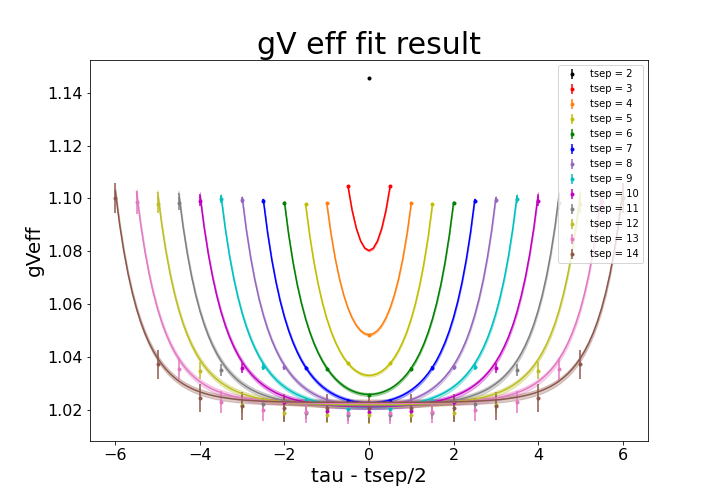 gV eff fit result
gVeff
1.14
1.12
1.10
1.08
1.06
1.04
1.02
tsep = 2
tsep = 3
tsep = 4
tsep = 5
tsep = 6
tsep = 7
tsep = 8
tsep = 9
tsep = 10
tsep = 11
tsep = 12
tsep = 13
tsep = 14
−6 −4 −2 0 2 4 6
tau - tsep/2